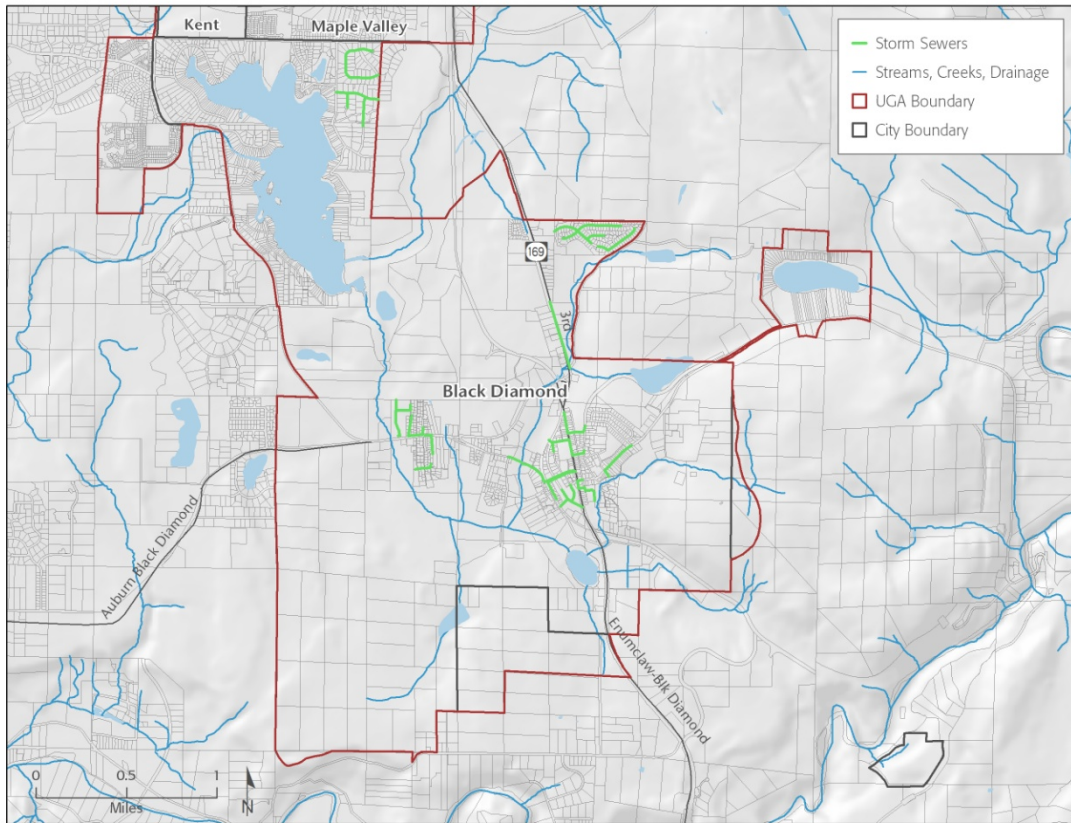 Kent
Maple Valley
Storm Sewers
Streams, Creeks, Drainage
UGA Boundary
City Boundary
169
3rd
Black Diamond
Auburn Black Diamond
Enumclaw-Blk Diamond
0 0.5 1
Miles
N